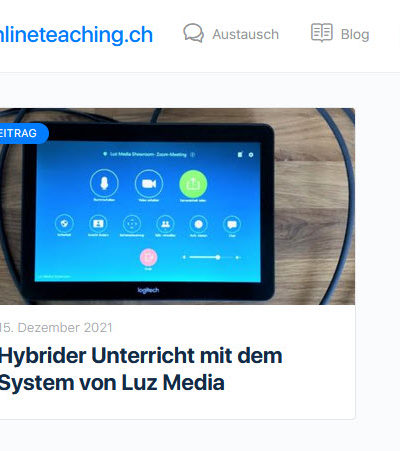 nlineteaching.ch
Austausch
Blog
EITRAG
Luz Media Showroom - Zoom-Meeting
logitech
15. Dezember 2021
Hybrider Unterricht mit dem
System von Luz Media